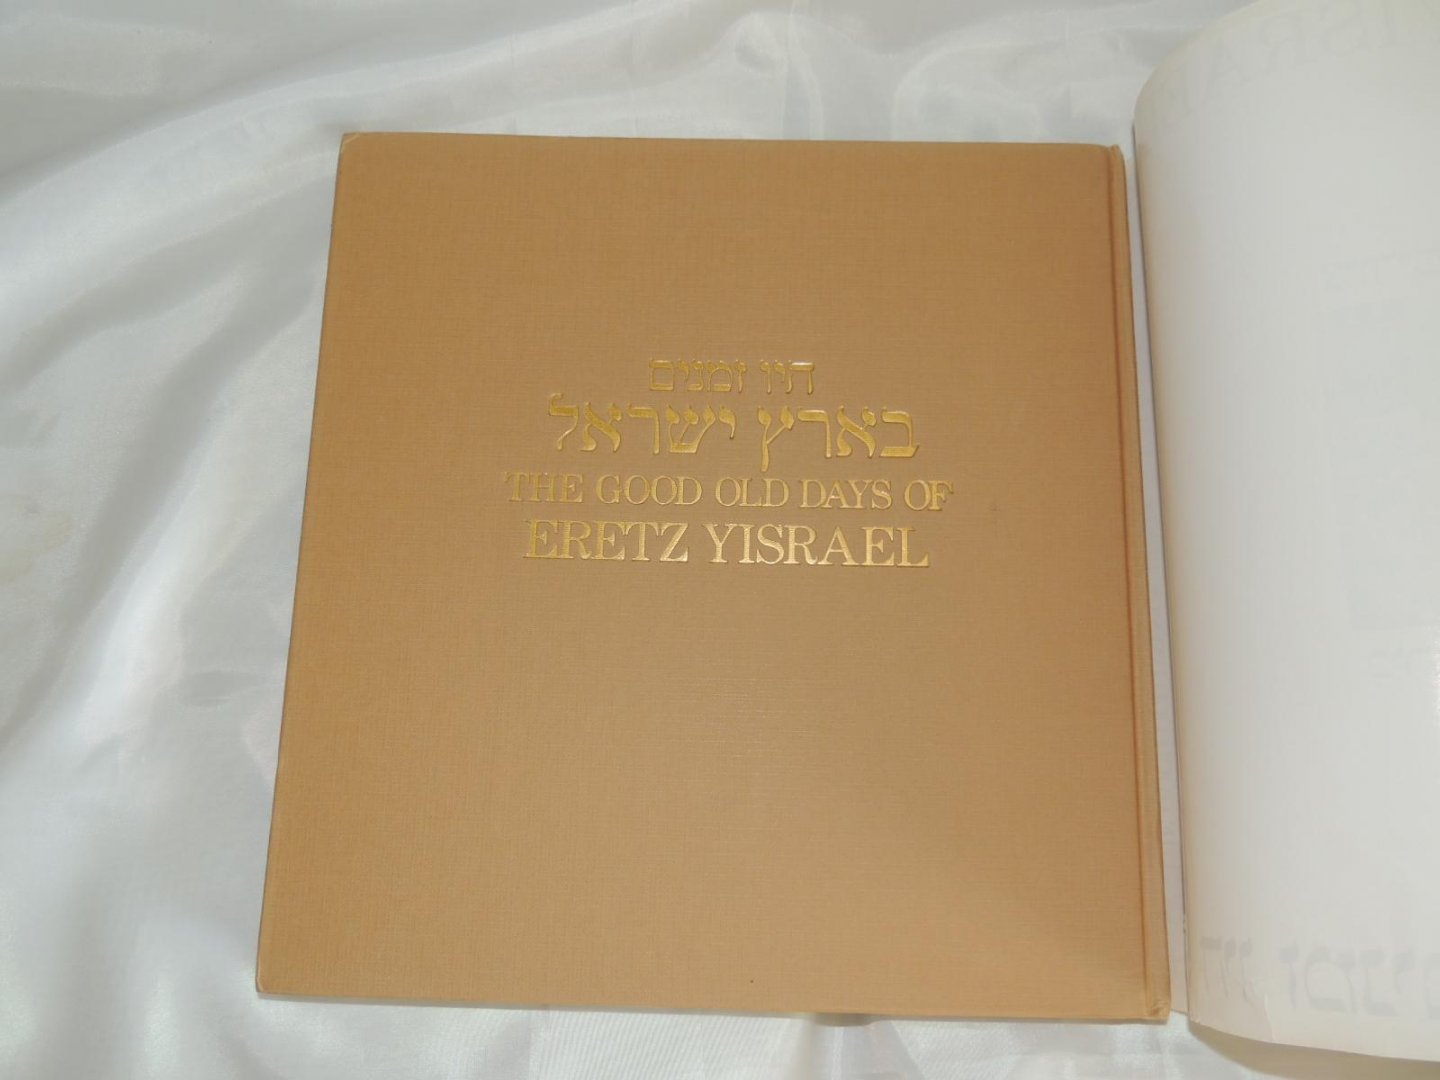 היו זמנים
בארץ ישראל
THE GOOD OLD DAYS OF
ERETZ YISRAEL